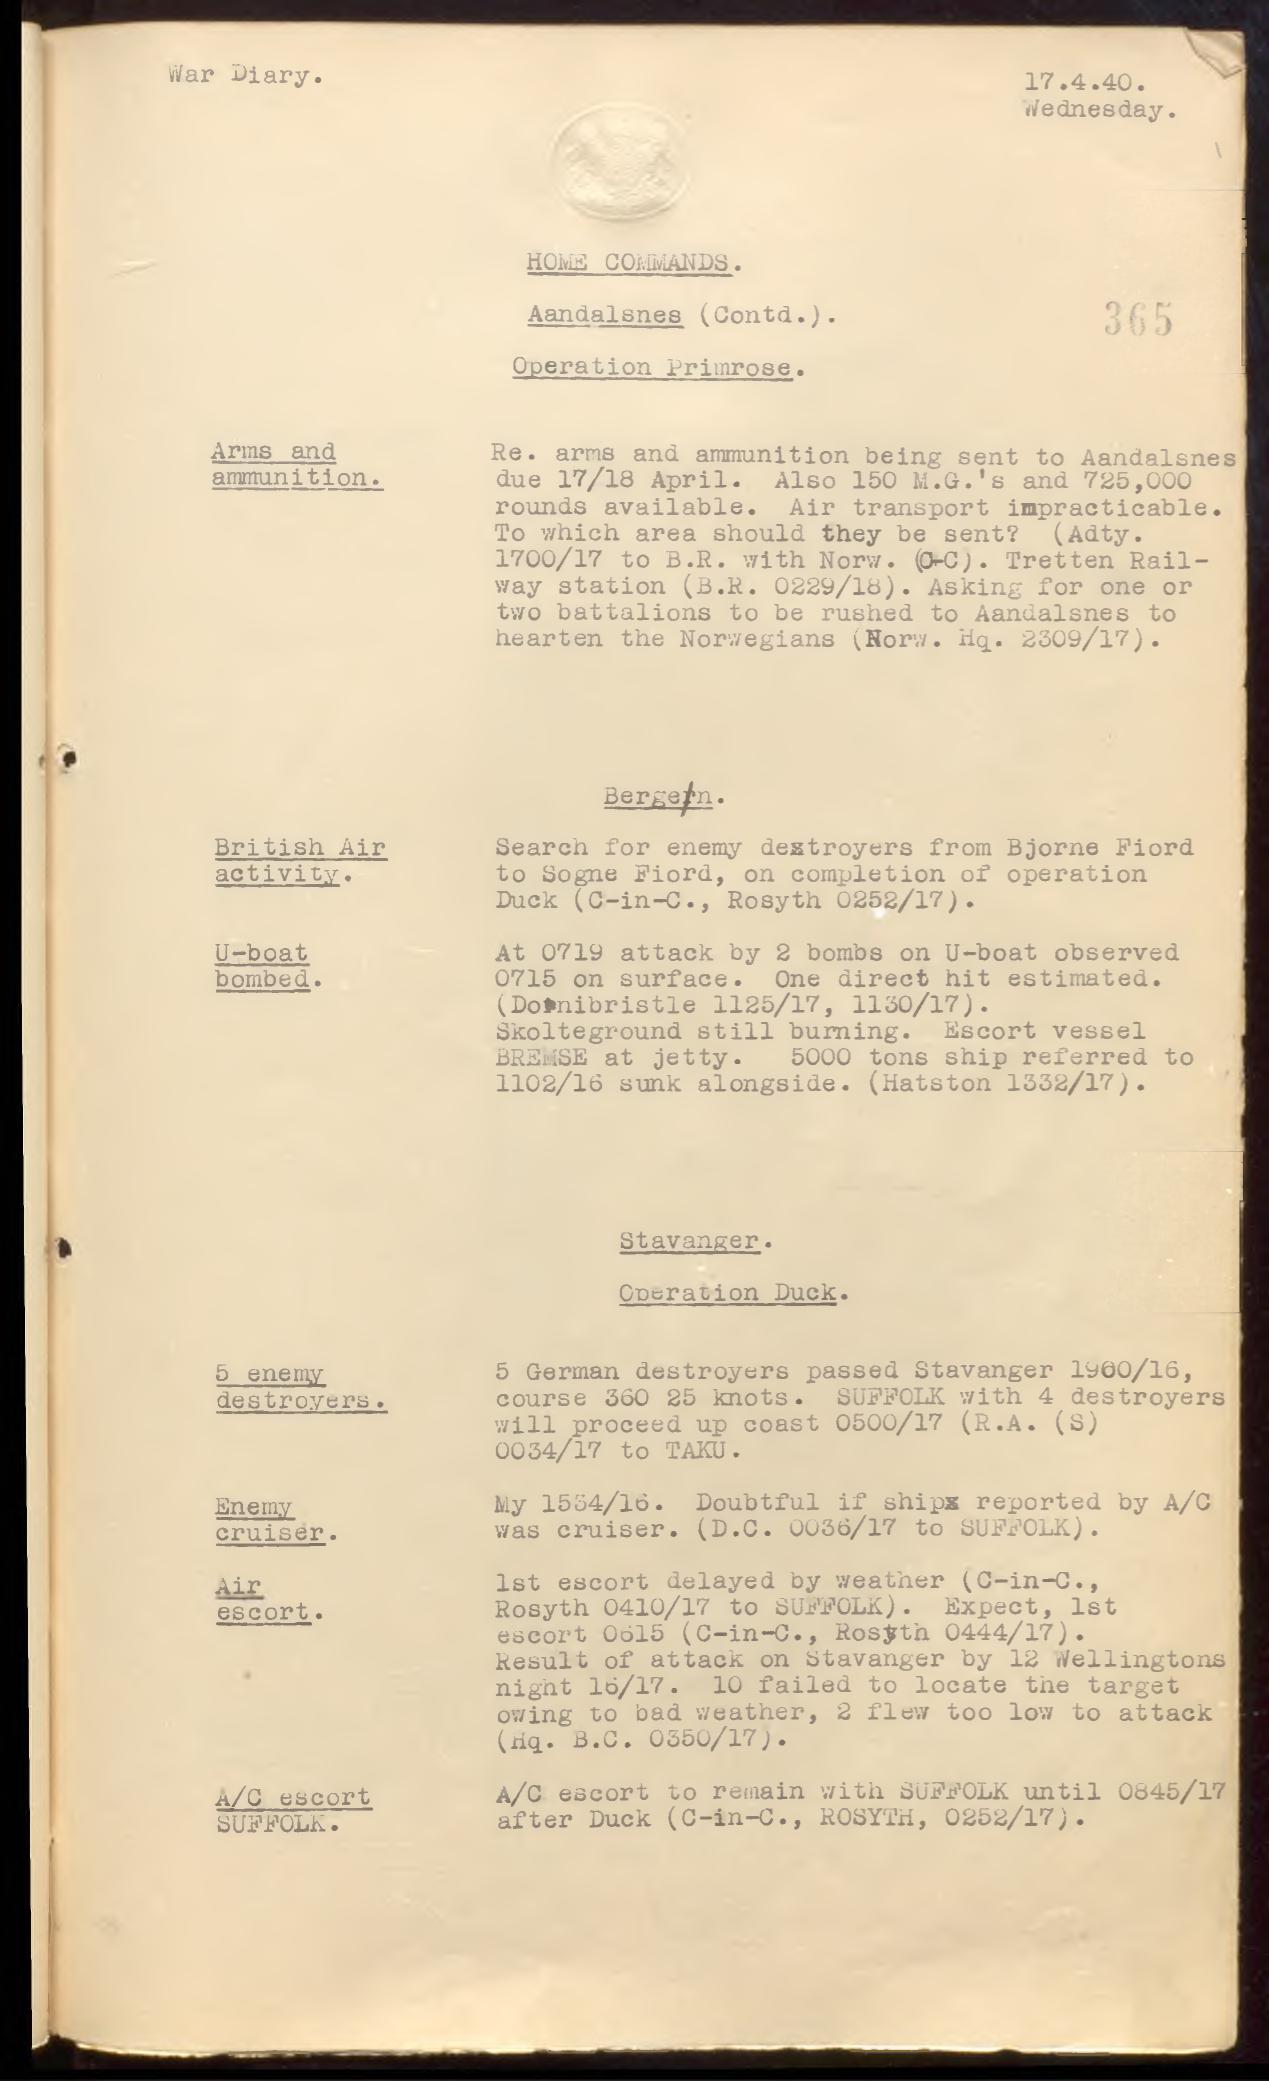 War Diary.
17.4.40.
Wednesday.
HOME COMMANDS.
Aandalsnes (Contd.).
365
Operation Primrose.
Arms and
ammunition.
Re. arms and ammunition being sent to Aandalsnes
due 17/18 April. Also 150 M.G.'s and 725,000
rounds available. Air transport impracticable.
To which area should they be sent? (Adty.
1700/17 to B.R. with Norw. (C-C). Tretten Rail-
way station (B.R. 0229/18). Asking for one or
two battalions to be rushed to Aandalsnes to
hearten the Norwegians (Norw. Hq. 2309/17).
Bergen.
British Air
activity.
Search for enemy destroyers from Bjorne Fiord
to Sogne Fiord, on completion of operation
Duck (C-in-C., Rosyth 0252/17).
U-boat
bombed.
At 0719 attack by 2 bombs on U-boat observed
0715 on surface. One direct hit estimated.
(Donibristle 1125/17, 1130/17).
Skolteground still burning. Escort vessel
BREMSE at jetty. 5000 tons ship referred to
1102/16 sunk alongside. (Hatston 1332/17).
Stavanger.
Operation Duck.
5 enemy
destroyers.
5 German destroyers passed Stavanger 1900/16,
course 360 25 knots. SUFFOLK with 4 destroyers
will proceed up coast 0500/17 (R.A. (S)
0034/17 to TAKU.
Enemy
cruiser.
My 1534/16. Doubtful if ship reported by A/C
was cruiser. (D.C. 0036/17 to SUFFOLK).
Air
escort.
1st escort delayed by weather (C-in-C.,
Rosyth 0410/17 to SUFFOLK). Expect, 1st
escort 0615 (C-in-C., Rosyth 0444/17).
Result of attack on Stavanger by 12 Wellingtons
night 16/17. 10 failed to locate the target
owing to bad weather, 2 flew too low to attack
(Hq. B.C. 0350/17).
A/C escort
SUFFOLK.
A/C escort to remain with SUFFOLK until 0845/17
after Duck (C-in-C., ROSYTH, 0252/17).